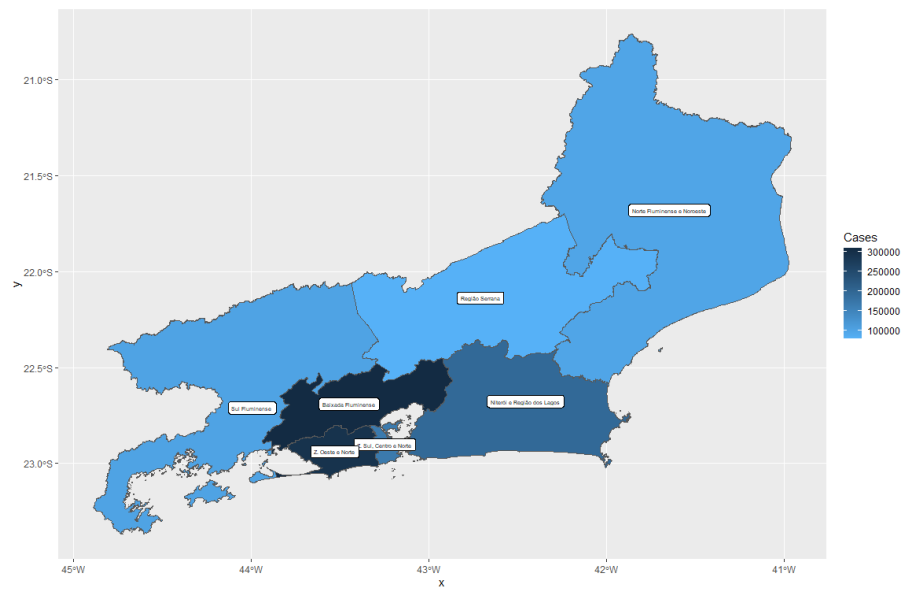 21.0°S
21.5°S
22.0°S
22.5°S
23.0°S
y
Norte Fluminense e Noroeste
Região Serrana
Niterói e Região dos Lagos
Baixada Fluminense
Sul Fluminense
Z. Sul, Centro e Norte
Z. Oeste e Norte
45°W
44°W
43°W
42°W
41°W
x
Cases
300000
250000
200000
150000
100000